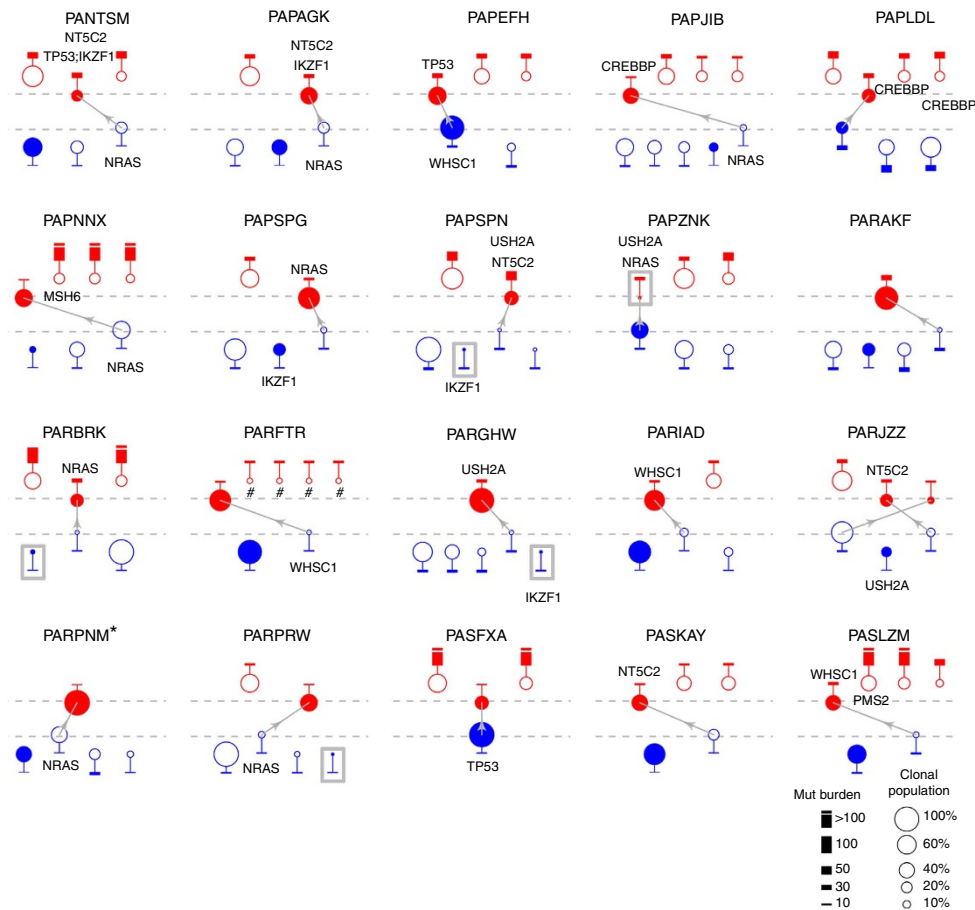 PANTSM
PAPAGK
PAPEFH
PAPJIB
PAPLDL
NT5C2
TP53;IKZF1
NRAS
NT5C2
IKZF1
NRAS
TP53
WHSC1
CREBBP
NRAS
CREBBP
CREBBP
PAPNNX
PAPSPG
PAPSPN
PAPZNK
PARAKF
MSH6
NRAS
NRAS
IKZF1
USH2A
NT5C2
IKZF1
USH2A
NRAS
PARBRK
PARFTR
PARGHW
PARIAD
PARJZZ
NRAS
# # # #
WHSC1
USH2A
IKZF1
WHSC1
NT5C2
USH2A
PARPNM*
PARPRW
PASFXA
PASKAY
PASLZM
NRAS
NRAS
TP53
NT5C2
WHSC1
PMS2
Mut burden
>100
100
50
30
10
Clonal
population
100%
60%
40%
20%
10%